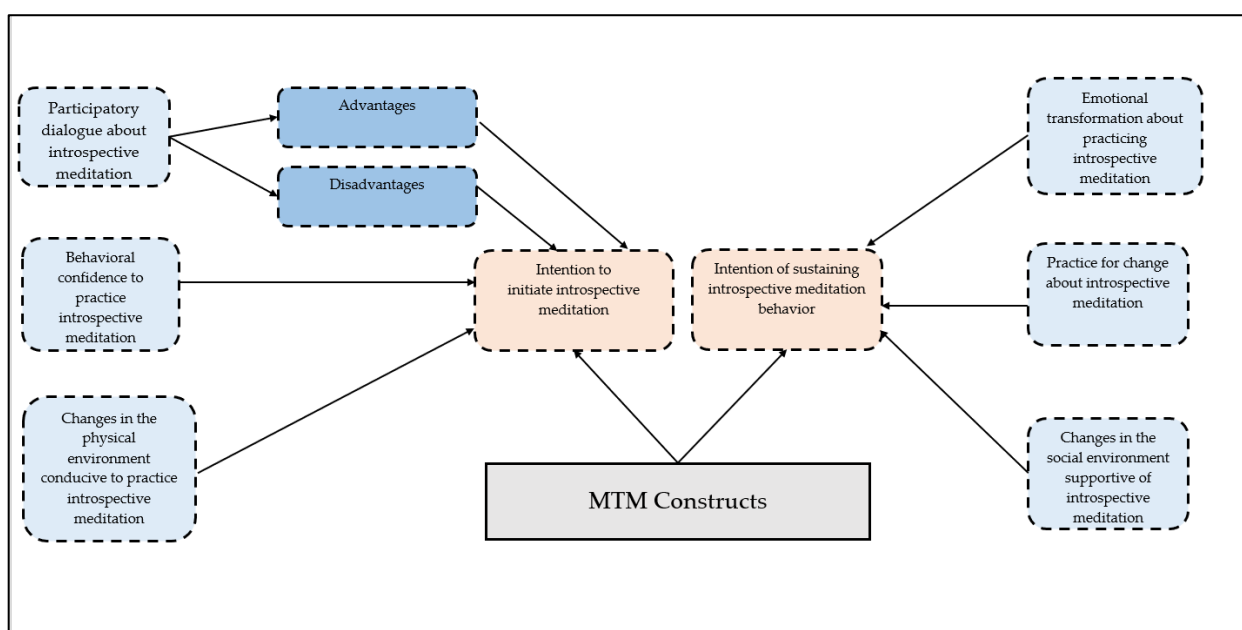 Participatory
dialogue about
introspective
meditation
Advantages
Disadvantages
Behavioral
confidence to
practice
introspective
meditation
Changes in the
physical
environment
conducive to practice
introspective
meditation
Intention to
initiate introspective
meditation
Intention of sustaining
introspective meditation
behavior
MTM Constructs
Emotional
transformation about
practicing
introspective
meditation
Practice for change
about introspective
meditation
Changes in the
social environment
supportive of
introspective
meditation